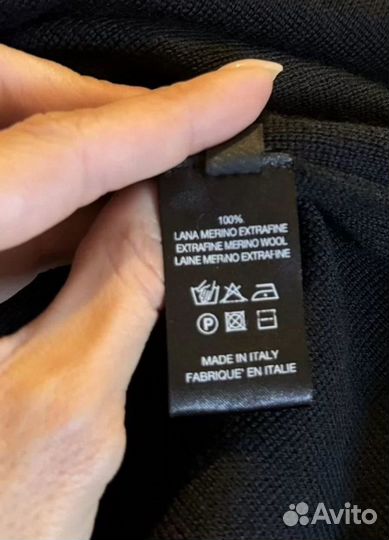 100%
LANA MERINO EXTRAFINE
EXTRAFINE MERINO WOOL
LAINE MERINO EXTRAFINE
P
MADE IN ITALY
FABRIQUE' EN ITALIE
Avito